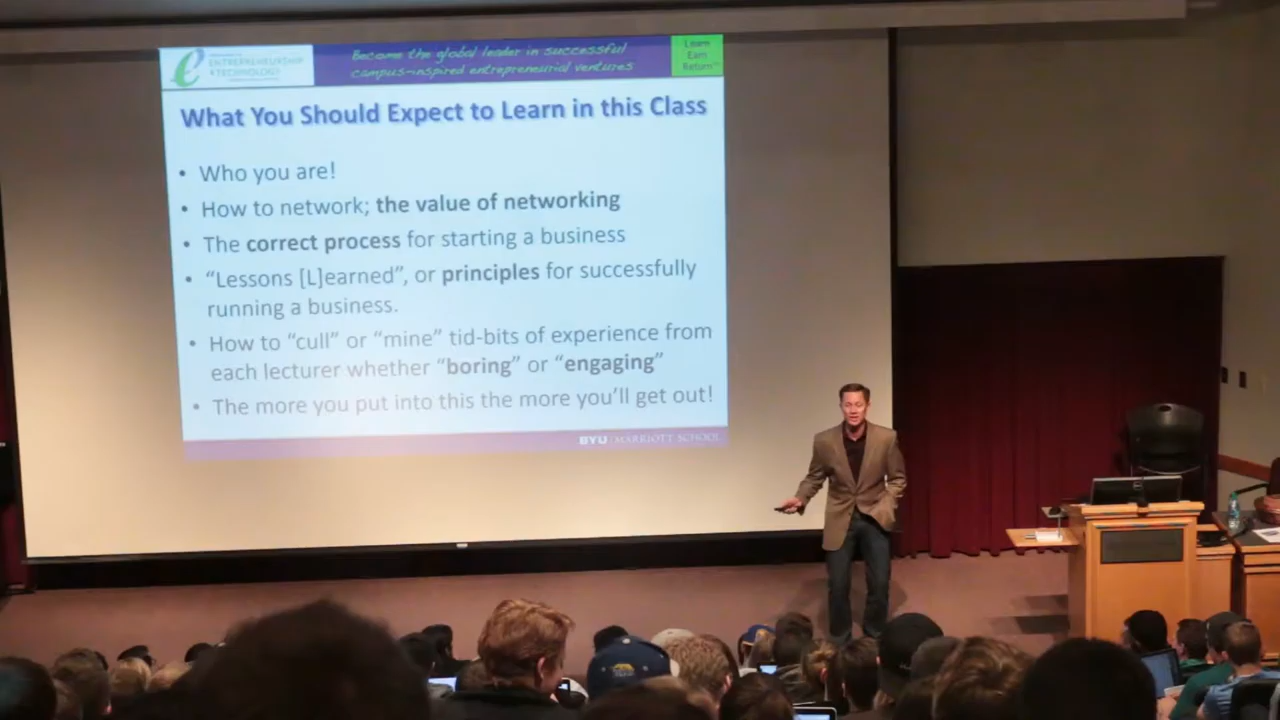 ENTREPRENEURSHIP
& TECHNOLOGY
Become the global leader in successful
campus-inspired entrepreneurial ventures
Learn
Earn
Return™
What You Should Expect to Learn in this Class
• Who you are!
• How to network; the value of networking
• The correct process for starting a business
• “Lessons [L]earned”, or principles for successfully
running a business.
• How to “cull” or “mine” tid-bits of experience from
each lecturer whether “boring” or “engaging”
• The more you put into this the more you’ll get out!
BYU | MARRIOTT SCHOOL